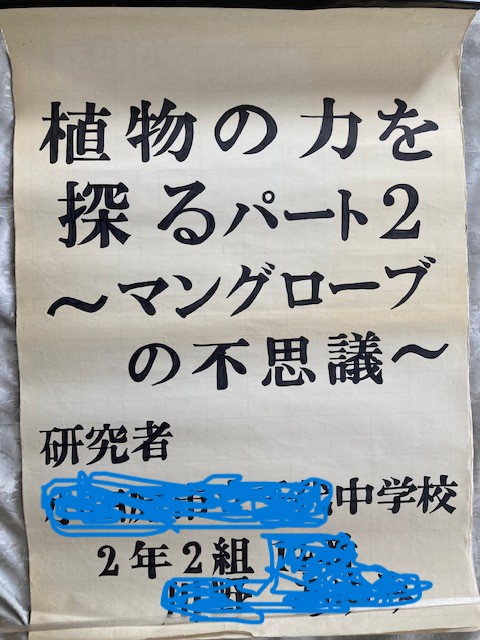 植物の力を
探るパート2
～マングローブ
の不思議～
研究者
中学校
2年2組